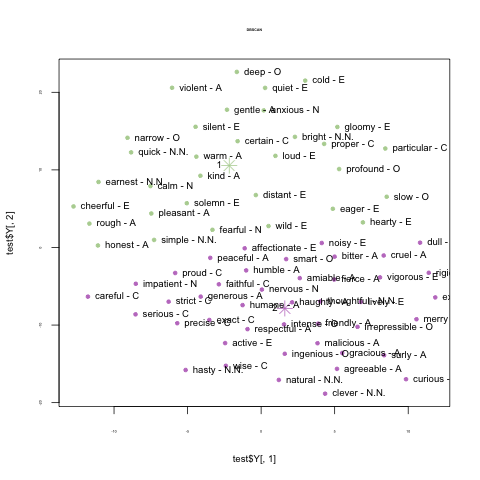 DBSCAN
deep - O
cold - E
violent - A
quiet - E
gentle - A
anxious - N
silent - E
gloomy - E
narrow - O
certain - C
bright - N.N.
proper - C
particular - C
quick - N.N.
warm - A
loud - E
1
profound - O
kind - A
earnest - N.N.
calm - N
distant - E
slow - O
cheerful - E
solemn - E
pleasant - A
eager - E
rough - A
fearful - N
wild - E
hearty - E
honest - A
simple - N.N.
noisy - E
dull -
affectionate - E
peaceful - A
smart - O
bitter - A
cruel - A
proud - C
humble - A
amiable - A
fierce - A
vigorous - E
rigi
impatient - N
faithful - C
nervous - N
careful - C
generous - A
strict - C
humane - A
haughty - A
thoughtful - N.N.
lively - E
ex
2
serious - C
precise - C
exact - C
intense -
friendly - A
irrepressible - O
merry
respectful - A
active - E
malicious - A
ingenious - O
gracious - A
surly - A
hasty - N.N.
wise - C
agreeable - A
natural - N.N.
curious -
clever - N.N.
test$Y[, 2]
test$Y[, 1]